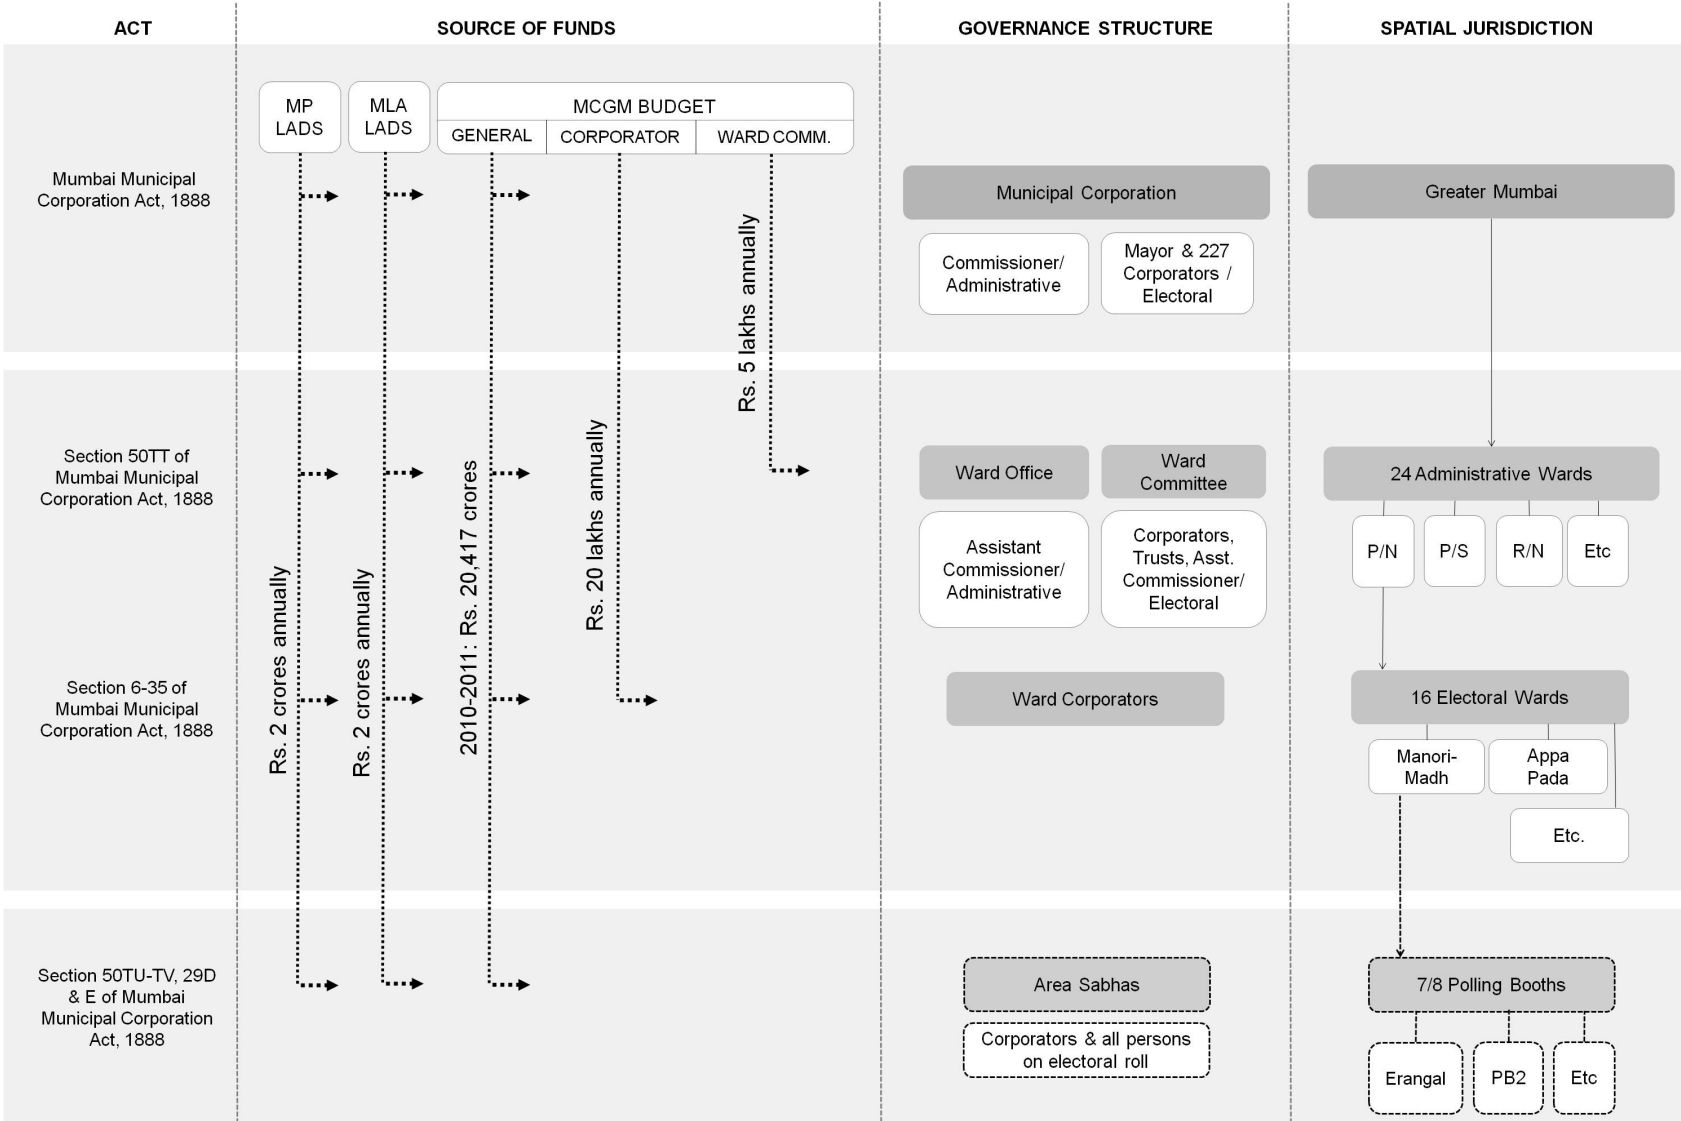 ACT
SOURCE OF FUNDS
GOVERNANCE STRUCTURE
SPATIAL JURISDICTION
MP
LADS
MLA
LADS
MCGM BUDGET
GENERAL
CORPORATOR
WARD COMM.
Mumbai Municipal
Corporation Act, 1888
Rs. 5 lakhs annually
Municipal Corporation
Commissioner/
Administrative
Mayor & 227
Corporators /
Electoral
Greater Mumbai
Section 50TT of
Mumbai Municipal
Corporation Act, 1888
Rs. 2 crores annually
Rs. 2 crores annually
2010-2011: Rs. 20,417 crores
Rs. 20 lakhs annually
Ward Office
Ward
Committee
Assistant
Commissioner/
Administrative
Corporators,
Trusts, Asst.
Commissioner/
Electoral
24 Administrative Wards
P/N
P/S
R/N
Etc
Section 6-35 of
Mumbai Municipal
Corporation Act, 1888
Ward Corporators
16 Electoral Wards
Manori-
Madh
Appa
Pada
Etc.
Section 50TU-TV, 29D
& E of Mumbai
Municipal Corporation
Act, 1888
Area Sabhas
Corporators & all persons
on electoral roll
7/8 Polling Booths
Erangal
PB2
Etc